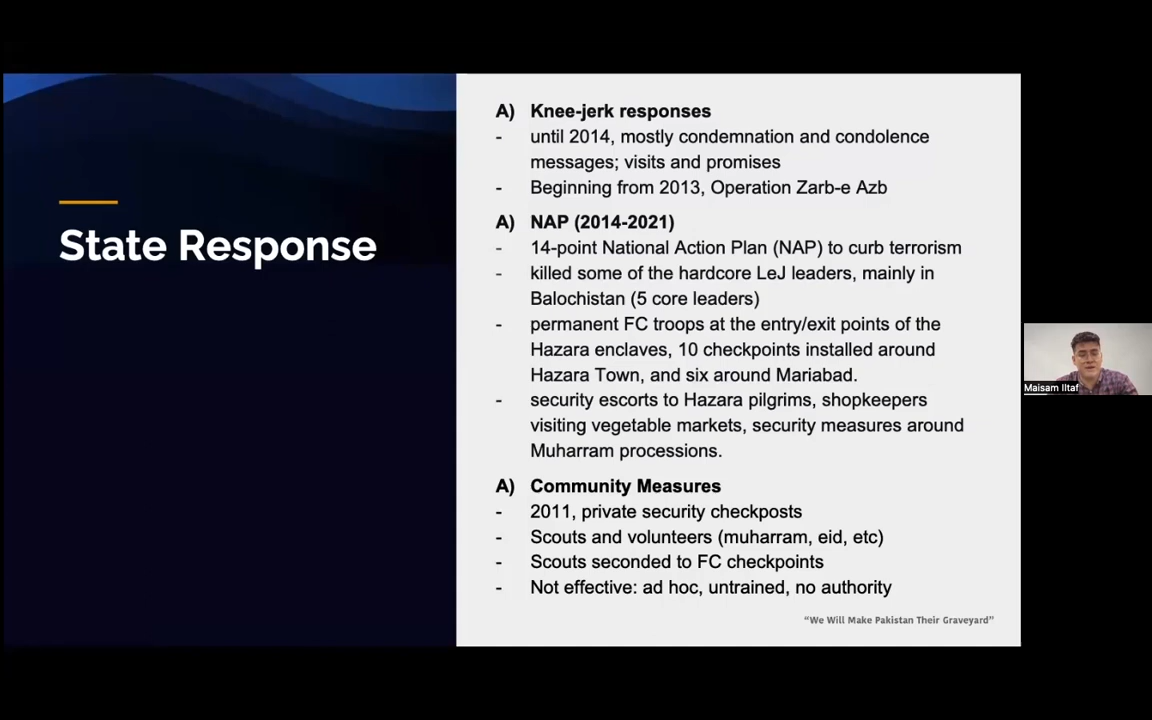 State Response
A) Knee-jerk responses
- until 2014, mostly condemnation and condolence
messages; visits and promises
- Beginning from 2013, Operation Zarb-e Azb
A) NAP (2014-2021)
- 14-point National Action Plan (NAP) to curb terrorism
- killed some of the hardcore LeJ leaders, mainly in
Balochistan (5 core leaders)
- permanent FC troops at the entry/exit points of the
Hazara enclaves, 10 checkpoints installed around
Hazara Town, and six around Mariabad.
- security escorts to Hazara pilgrims, shopkeepers
visiting vegetable markets, security measures around
Muharram processions.
A) Community Measures
- 2011, private security checkposts
- Scouts and volunteers (muharram, eid, etc)
- Scouts seconded to FC checkpoints
- Not effective: ad hoc, untrained, no authority
“We Will Make Pakistan Their Graveyard”
Maisam Iltaf